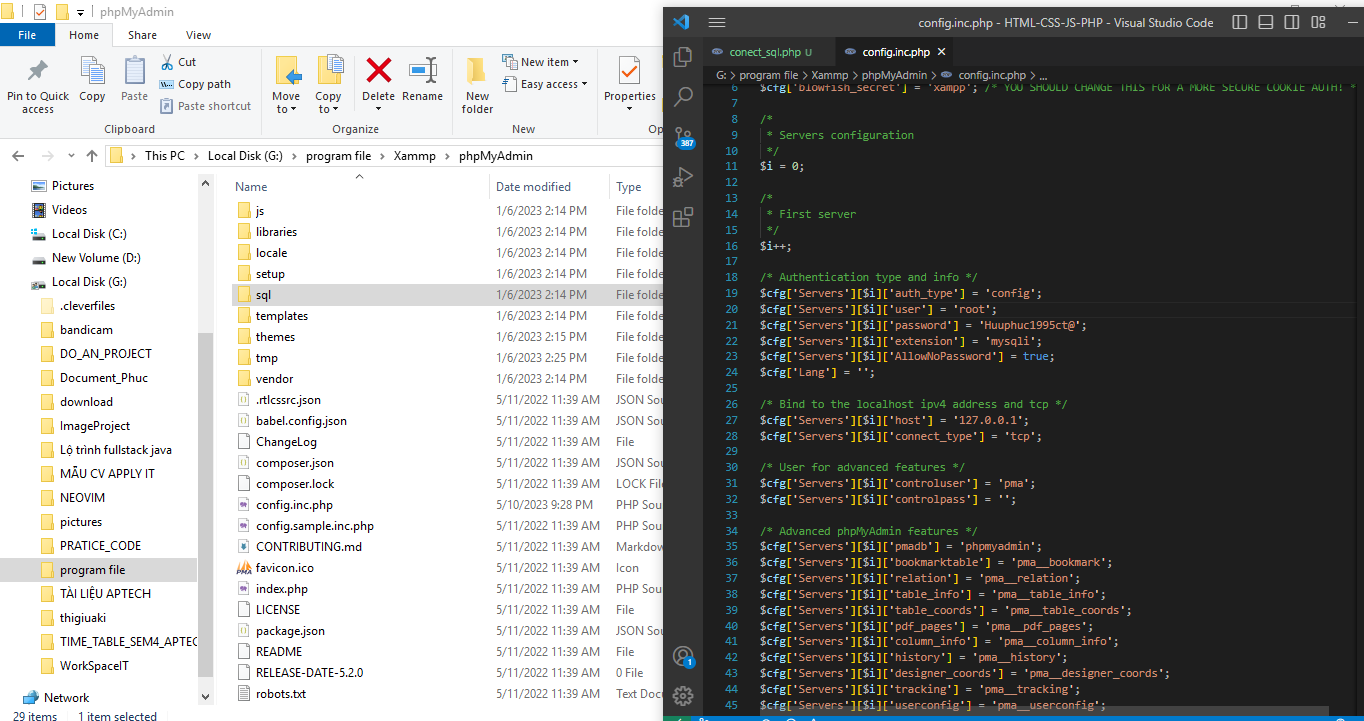 phpMyAdmin
File Home Share View
Pin to Quick access
Copy
Paste
Cut
Copy path
Paste shortcut
Clipboard
Move to
Copy to
Delete
Rename
Organize
New folder
New item
Easy access
New
Properties
Op
This PC > Local Disk (G:) > program file > Xammp > phpMyAdmin
Pictures
Videos
Local Disk (C:)
New Volume (D:)
Local Disk (G:)
.cleverfiles
bandicam
DO_AN_PROJECT
Document_Phuc
download
ImageProject
Lộ trình fullstack java
MẪU CV APPLY IT
NEOVIM
pictures
PRATICE_CODE
program file
TÀI LIỆU APTECH
thigiuaki
TIME_TABLE_SEM4_APTEC
WorkSpaceIT
Network
Name Date modified Type
js 1/6/2023 2:14 PM File folde
libraries 1/6/2023 2:14 PM File folde
locale 1/6/2023 2:14 PM File folde
setup 1/6/2023 2:14 PM File folde
sql 1/6/2023 2:14 PM File folde
templates 1/6/2023 2:14 PM File folde
themes 1/6/2023 2:15 PM File folde
tmp 1/6/2023 2:25 PM File folde
vendor 1/6/2023 2:14 PM File folde
.rtlcssrc.json 5/11/2022 11:39 AM JSON Sou
babel.config.json 5/11/2022 11:39 AM JSON Sou
ChangeLog 5/11/2022 11:39 AM File
composer.json 5/11/2022 11:39 AM JSON Sou
composer.lock 5/11/2022 11:39 AM LOCK File
config.inc.php 5/10/2023 9:28 PM PHP Sou
config.sample.inc.php 5/11/2022 11:39 AM PHP Sou
CONTRIBUTING.md 5/11/2022 11:39 AM Markdow
favicon.ico 5/11/2022 11:39 AM Icon
index.php 5/11/2022 11:39 AM PHP Sou
LICENSE 5/11/2022 11:39 AM File
package.json 5/11/2022 11:39 AM JSON Sou
README 5/11/2022 11:39 AM File
RELEASE-DATE-5.2.0 5/11/2022 11:39 AM 0 File
robots.txt 5/11/2022 11:39 AM Text Docu
29 items 1 item selected
config.inc.php - HTML-CSS-JS-PHP - Visual Studio Code
conect_sql.php U config.inc.php
G: > program file > Xammp > phpMyAdmin > config.inc.php > ...
387
1
6 $cfg['blowfish_secret'] = 'xampp'; /* YOU SHOULD CHANGE THIS FOR A MORE SECURE COOKIE AUTH! *
7
8 /*
9 * Servers configuration
10 */
11 $i = 0;
12
13 /*
14 * First server
15 */
16 $i++;
17
18 /* Authentication type and info */
19 $cfg['Servers'][$i]['auth_type'] = 'config';
20 $cfg['Servers'][$i]['user'] = 'root';
21 $cfg['Servers'][$i]['password'] = 'Huuphuc1995ct@';
22 $cfg['Servers'][$i]['extension'] = 'mysqli';
23 $cfg['Servers'][$i]['AllowNoPassword'] = true;
24 $cfg['Lang'] = '';
25
26 /* Bind to the localhost ipv4 address and tcp */
27 $cfg['Servers'][$i]['host'] = '127.0.0.1';
28 $cfg['Servers'][$i]['connect_type'] = 'tcp';
29
30 /* User for advanced features */
31 $cfg['Servers'][$i]['controluser'] = 'pma';
32 $cfg['Servers'][$i]['controlpass'] = '';
33
34 /* Advanced phpMyAdmin features */
35 $cfg['Servers'][$i]['pmadb'] = 'phpmyadmin';
36 $cfg['Servers'][$i]['bookmarktable'] = 'pma__bookmark';
37 $cfg['Servers'][$i]['relation'] = 'pma__relation';
38 $cfg['Servers'][$i]['table_info'] = 'pma__table_info';
39 $cfg['Servers'][$i]['table_coords'] = 'pma__table_coords';
40 $cfg['Servers'][$i]['pdf_pages'] = 'pma__pdf_pages';
41 $cfg['Servers'][$i]['column_info'] = 'pma__column_info';
42 $cfg['Servers'][$i]['history'] = 'pma__history';
43 $cfg['Servers'][$i]['designer_coords'] = 'pma__designer_coords';
44 $cfg['Servers'][$i]['tracking'] = 'pma__tracking';
45 $cfg['Servers'][$i]['userconfig'] = 'pma__userconfig';